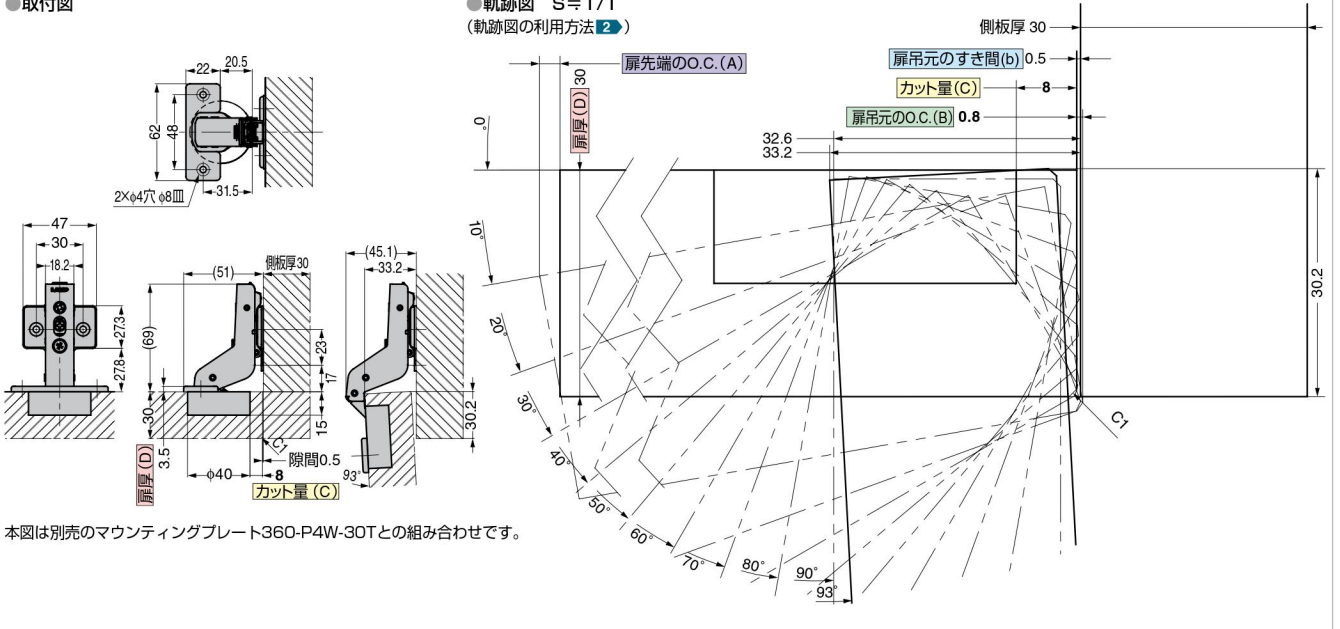 ●取付図
22
20.5
62
48
31.5
2×φ4穴 φ8皿
47
30
18.2
27.3
27.8
(51)
側板厚30
(69)
23
17
30
3.5
15
C1
隙間0.5
φ40
8
扉厚(D)
カット量(C)
(45.1)
33.2
30.2
93°
本図は別売のマウンティングプレート360-P4W-30Tとの組み合わせです。
●軌跡図 S≒1/1
(軌跡図の利用方法2)
側板厚 30
扉先端のO.C.(A)
扉吊元のすき間(b) 0.5
カット量(C) 8
扉吊元のO.C.(B) 0.8
扉厚(D) 30
32.6
33.2
30.2
C1
0°
10°
20°
30°
40°
50°
60°
70°
80°
90°
93°